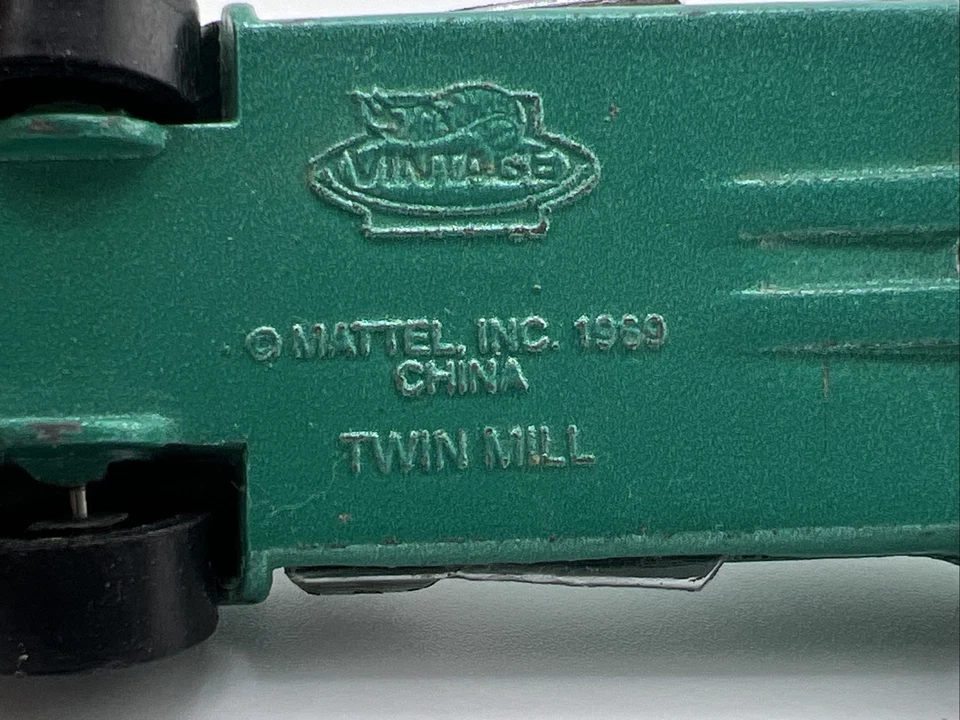 VINTAGE
© MATTEL, INC. 1969
CHINA
TWIN MILL